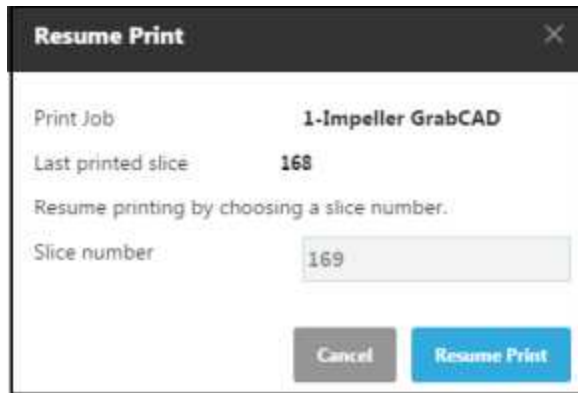 Resume Print
Print Job 1-Impeller GrabCAD
Last printed slice 168
Resume printing by choosing a slice number.
Slice number 169
Cancel Resume Print